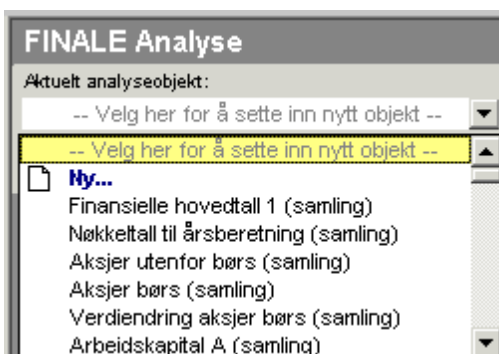 FINALE Analyse
Aktuelt analyseobjekt:
-- Velg her for å sette inn nytt objekt --
-- Velg her for å sette inn nytt objekt --
Ny...
Finansielle hovedtall 1 (samling)
Nøkkeltall til årsberetning (samling)
Aksjer utenfor børs (samling)
Aksjer børs (samling)
Verdiendring aksjer børs (samling)
Arbeidskapital A (samling)